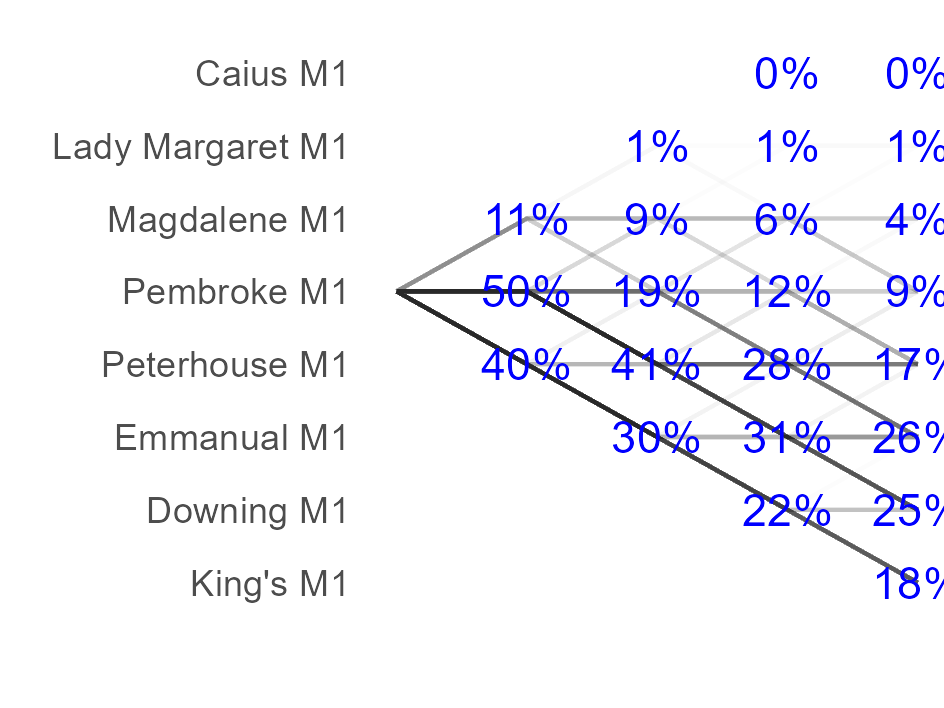 Caius M1 0% 0%
Lady Margaret M1 1% 1% 1%
Magdalene M1 11% 9% 6% 4%
Pembroke M1 50% 19% 12% 9%
Peterhouse M1 40% 41% 28% 17%
Emmanual M1 30% 31% 26%
Downing M1 22% 25%
King's M1 18%